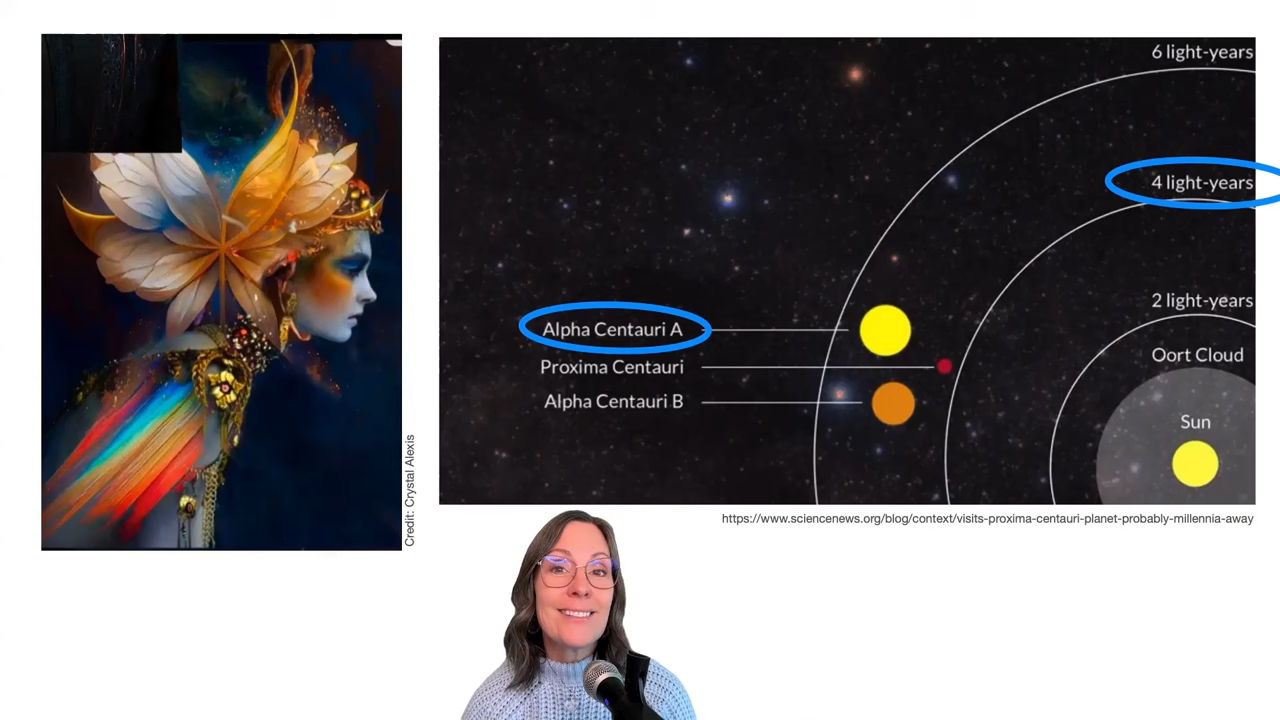 Credit: Crystal Alexis
6 light-years
4 light-years
2 light-years
Oort Cloud
Sun
Alpha Centauri A
Proxima Centauri
Alpha Centauri B
https://www.sciencenews.org/blog/context/visits-proxima-centauri-planet-probably-millennia-away